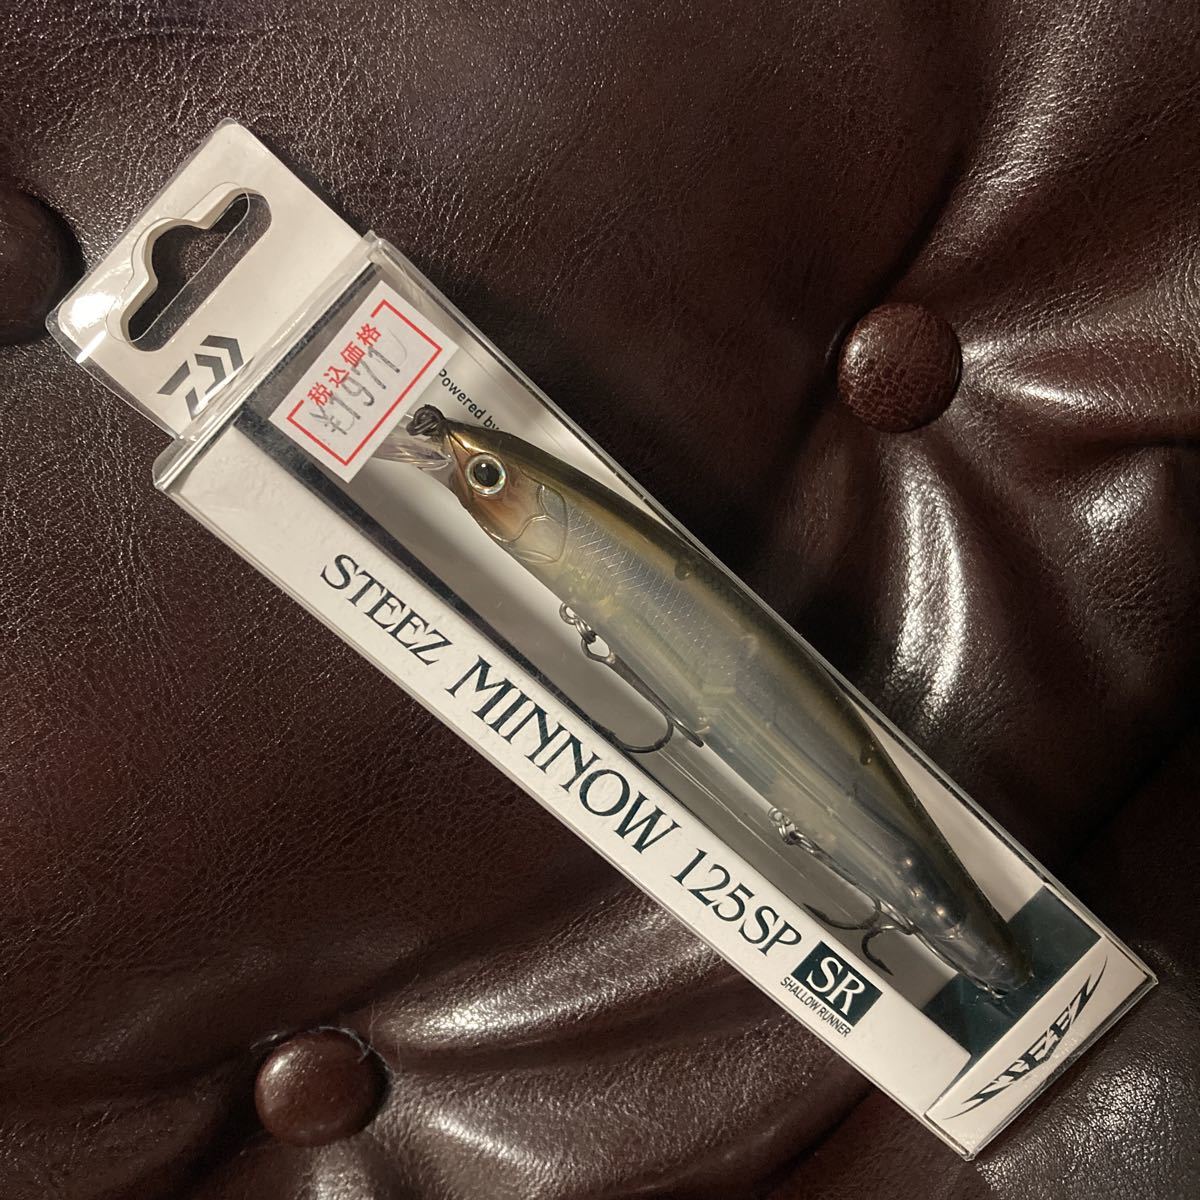 税込価格
¥1971
Powered by
STEEZ MINNOW 125SP SR
SHALLOW RUNNER
STEEZ